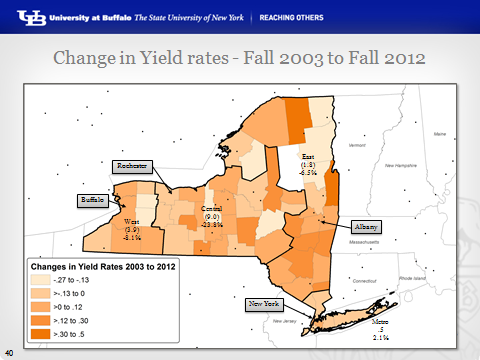 UB University at Buffalo The State University of New York | REACHING OTHERS
Change in Yield rates - Fall 2003 to Fall 2012
Maine
East
(1.8)
-6.5%
Vermont
New Hampshire
Rochester
Buffalo
Central
(9.0)
-23.8%
West
(3.9)
-8.1%
Albany
Massachusetts
Connecticut
Rhode Island
New York
New Jersey
Metro
.5
2.1%
Changes in Yield Rates 2003 to 2012
-.27 to -.13
>-.13 to 0
>0 to .12
>.12 to .30
>.30 to .5
40